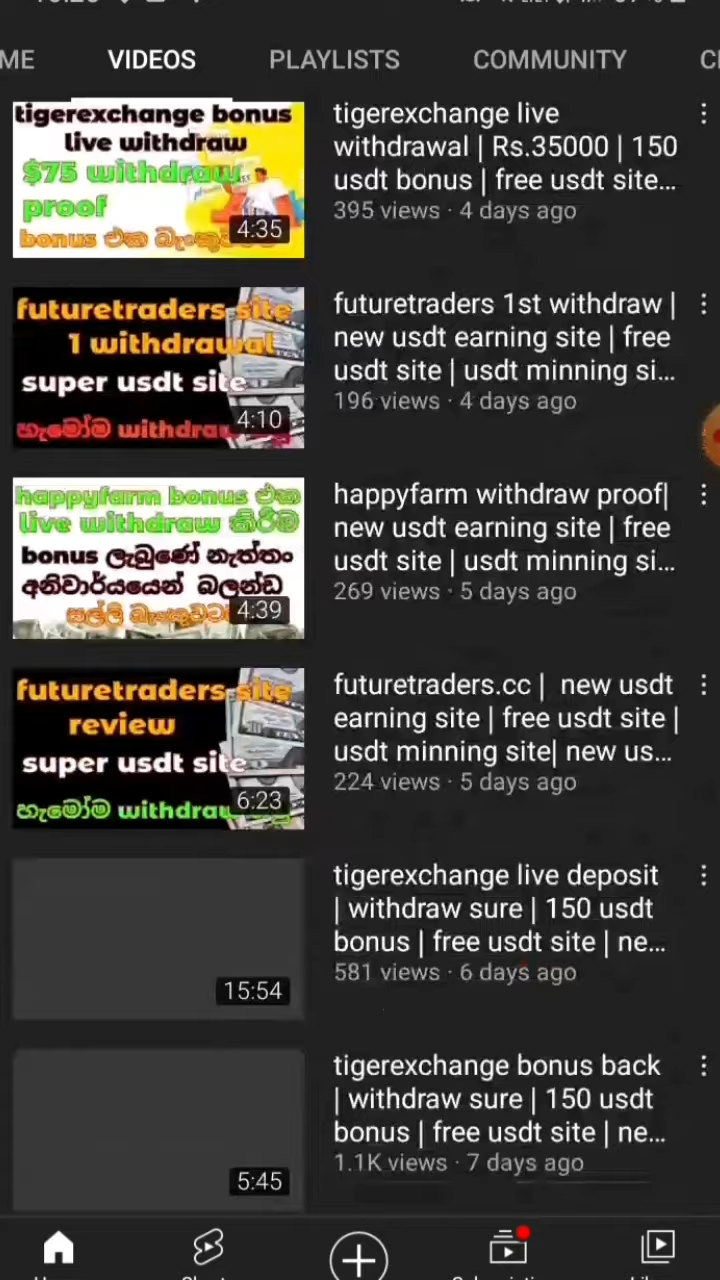 ME VIDEOS PLAYLISTS COMMUNITY
tigerexchange bonus
live withdraw
$75 withdraw
proof
bonus එක
4:35
tigerexchange live
withdrawal | Rs.35000 | 150
usdt bonus | free usdt site...
395 views · 4 days ago
futuretraders site
1 withdrawal
super usdt site
හැමෝම
4:10
futuretraders 1st withdraw |
new usdt earning site | free
usdt site | usdt minning si...
196 views · 4 days ago
happyfarm bonus එක
live withdraw කිරීම
bonus ලැබුණේ නැත්තං
අනිවාර්යයෙන් බලන්ඩ
සල්ලි
4:39
happyfarm withdraw proof|
new usdt earning site | free
usdt site | usdt minning si...
269 views · 5 days ago
futuretraders site
review
super usdt site
හැමෝම
6:23
futuretraders.cc | new usdt
earning site | free usdt site |
usdt minning site| new us...
224 views · 5 days ago
15:54
tigerexchange live deposit
| withdraw sure | 150 usdt
bonus | free usdt site | ne...
581 views · 6 days ago
5:45
tigerexchange bonus back
| withdraw sure | 150 usdt
bonus | free usdt site | ne...
1.1K views · 7 days ago